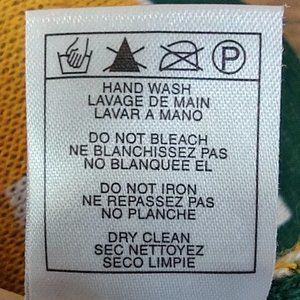 P
HAND WASH
LAVAGE DE MAIN
LAVAR A MANO
DO NOT BLEACH
NE BLANCHISSEZ PAS
NO BLANQUEE EL
DO NOT IRON
NE REPASSEZ PAS
NO PLANCHE
DRY CLEAN
SEC NETTOYEZ
SECO LIMPIE